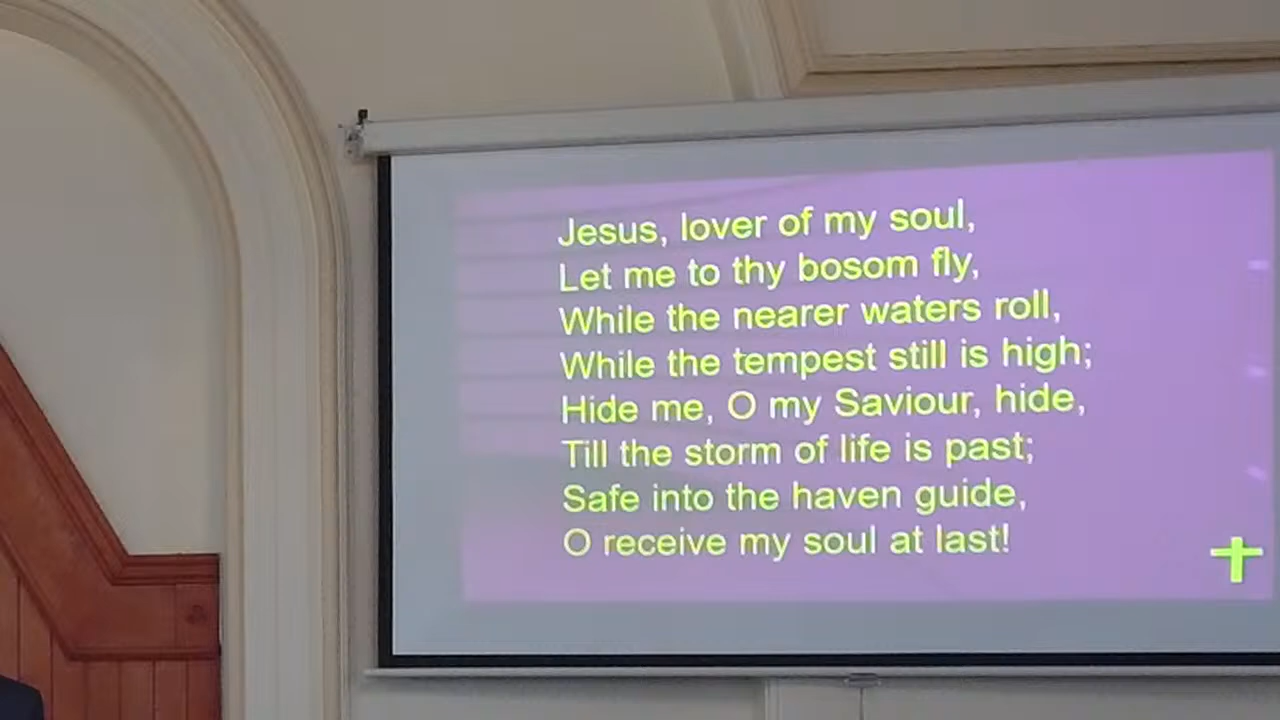 Jesus, lover of my soul,
Let me to thy bosom fly,
While the nearer waters roll,
While the tempest still is high;
Hide me, O my Saviour, hide,
Till the storm of life is past;
Safe into the haven guide,
O receive my soul at last!